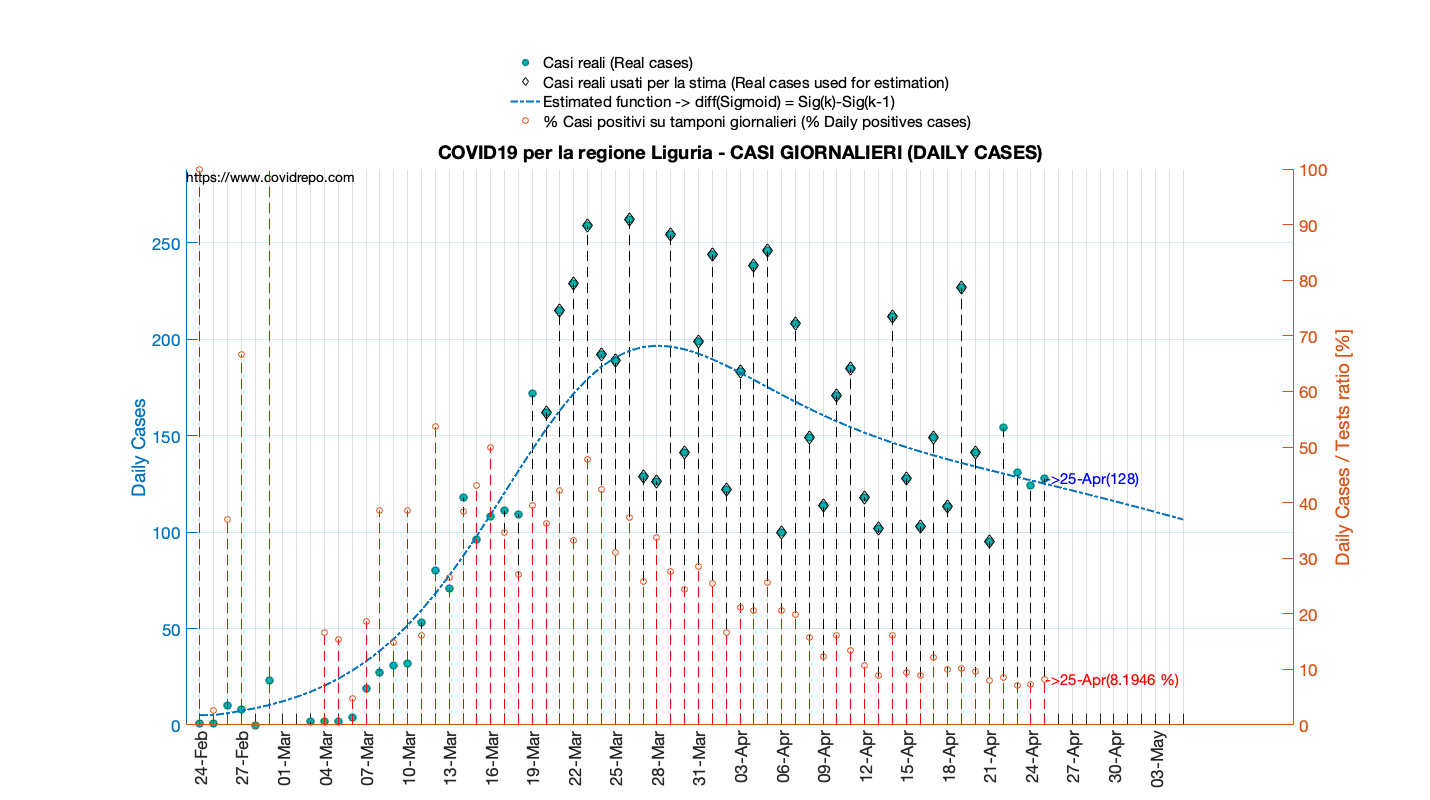 Casi reali (Real cases)
Casi reali usati per la stima (Real cases used for estimation)
Estimated function -> diff(Sigmoid) = Sig(k)-Sig(k-1)
% Casi positivi su tamponi giornalieri (% Daily positives cases)
COVID19 per la regione Liguria - CASI GIORNALIERI (DAILY CASES)
https://www.covidrepo.com
Daily Cases
250
200
150
100
50
0
100
90
80
70
60
50
40
30
20
10
0
Daily Cases / Tests ratio [%]
->25-Apr(128)
->25-Apr(8.1946 %)
24-Feb
27-Feb
01-Mar
04-Mar
07-Mar
10-Mar
13-Mar
16-Mar
19-Mar
22-Mar
25-Mar
28-Mar
31-Mar
03-Apr
06-Apr
09-Apr
12-Apr
15-Apr
18-Apr
21-Apr
24-Apr
27-Apr
30-Apr
03-May